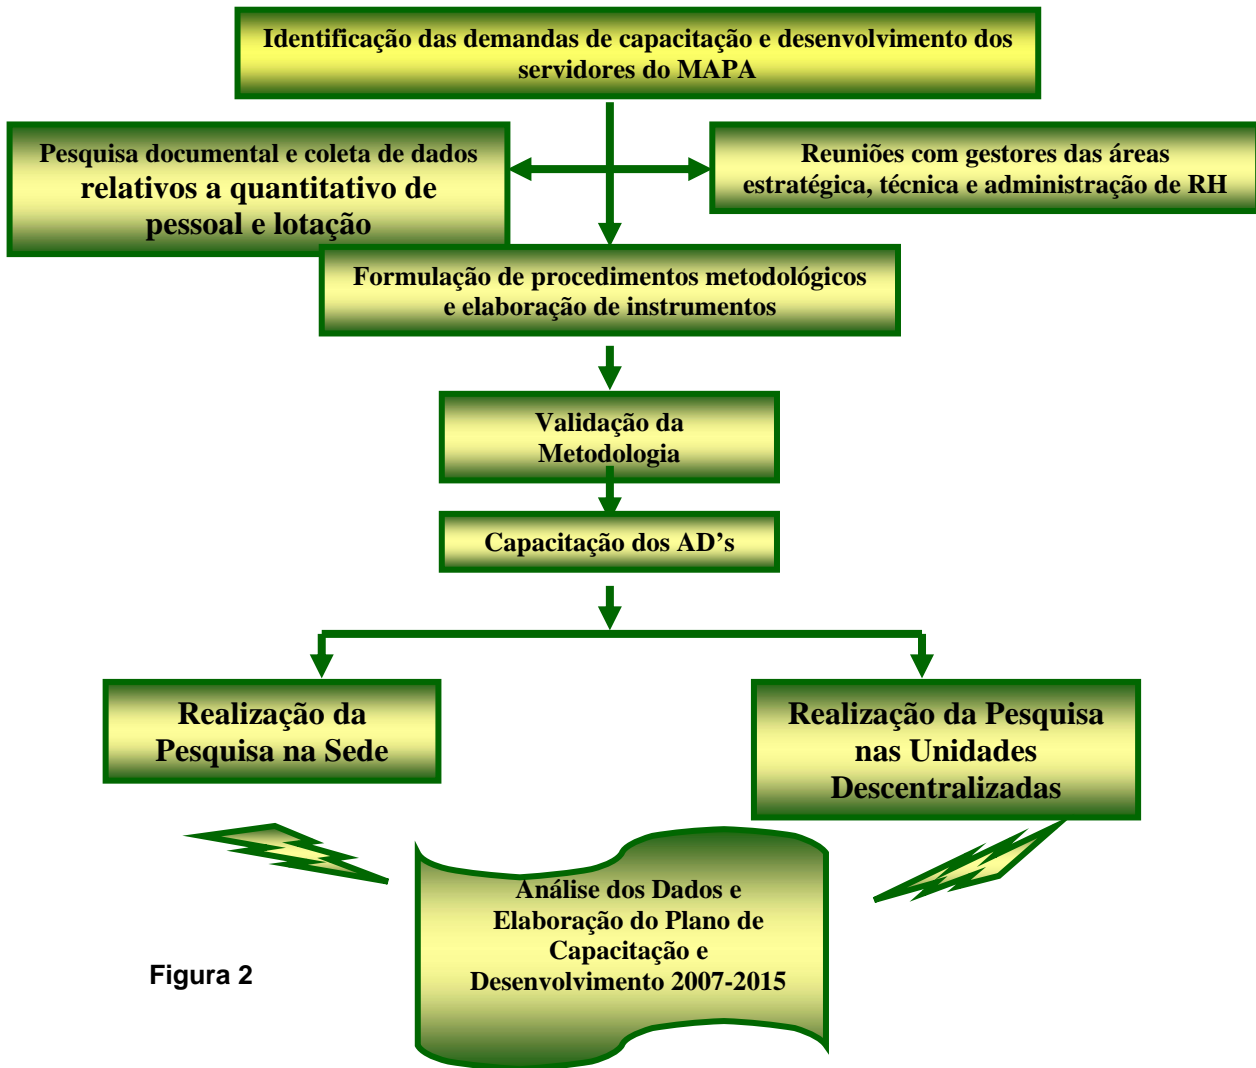 Identificação das demandas de capacitação e desenvolvimento dos
servidores do MAPA
Pesquisa documental e coleta de dados
relativos a quantitativo de
pessoal e lotação
Reuniões com gestores das áreas
estratégica, técnica e administração de RH
Formulação de procedimentos metodológicos
e elaboração de instrumentos
Validação da
Metodologia
Capacitação dos AD’s
Realização da
Pesquisa na Sede
Realização da Pesquisa
nas Unidades
Descentralizadas
Análise dos Dados e
Elaboração do Plano de
Capacitação e
Desenvolvimento 2007-2015
Figura 2